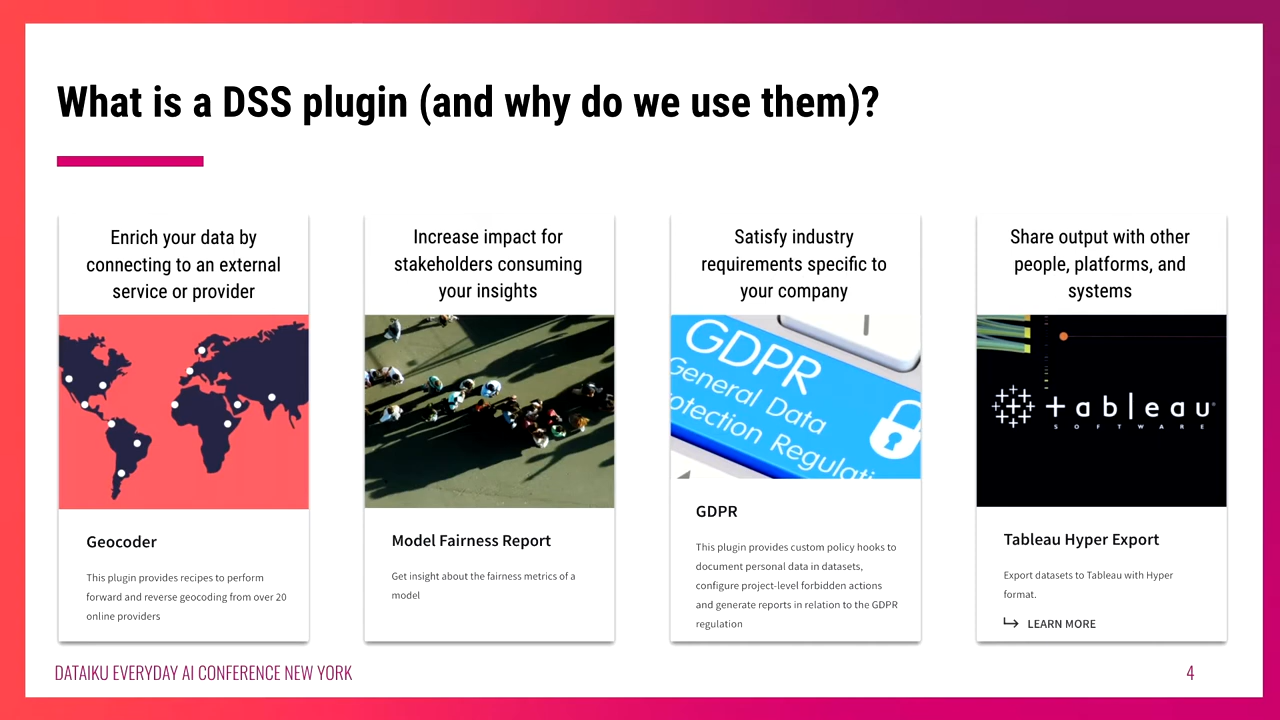 What is a DSS plugin (and why do we use them)?
Enrich your data by
connecting to an external
service or provider
Geocoder
This plugin provides recipes to perform
forward and reverse geocoding from over 20
online providers
Increase impact for
stakeholders consuming
your insights
Model Fairness Report
Get insight about the fairness metrics of a
model
Satisfy industry
requirements specific to
your company
GDPR
General Data
otection Regulati
GDPR
This plugin provides custom policy hooks to
document personal data in datasets,
configure project-level forbidden actions
and generate reports in relation to the GDPR
regulation
Share output with other
people, platforms, and
systems
tableau
SOFTWARE
Tableau Hyper Export
Export datasets to Tableau with Hyper
format.
LEARN MORE
DATAIKU EVERYDAY AI CONFERENCE NEW YORK
4